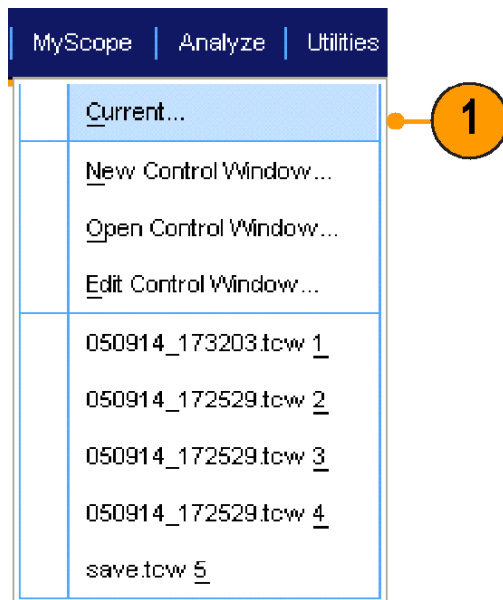 MyScope | Analyze | Utilities
Current...
1
New Control Window...
Open Control Window...
Edit Control Window...
050914_173203.tcw 1
050914_172529.tcw 2
050914_172529.tcw 3
050914_172529.tcw 4
save.tcw 5